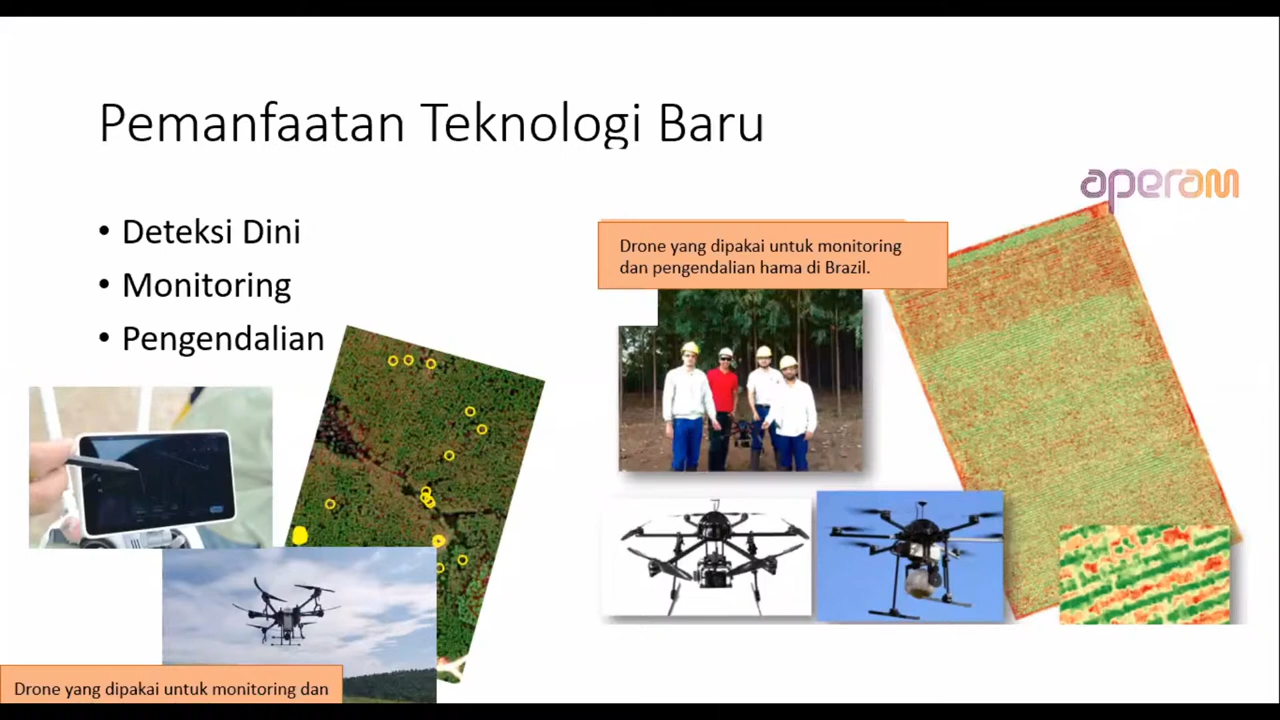 Pemanfaatan Teknologi Baru
aperam
• Deteksi Dini
• Monitoring
• Pengendalian
Drone yang dipakai untuk monitoring
dan pengendalian hama di Brazil.
Drone yang dipakai untuk monitoring dan